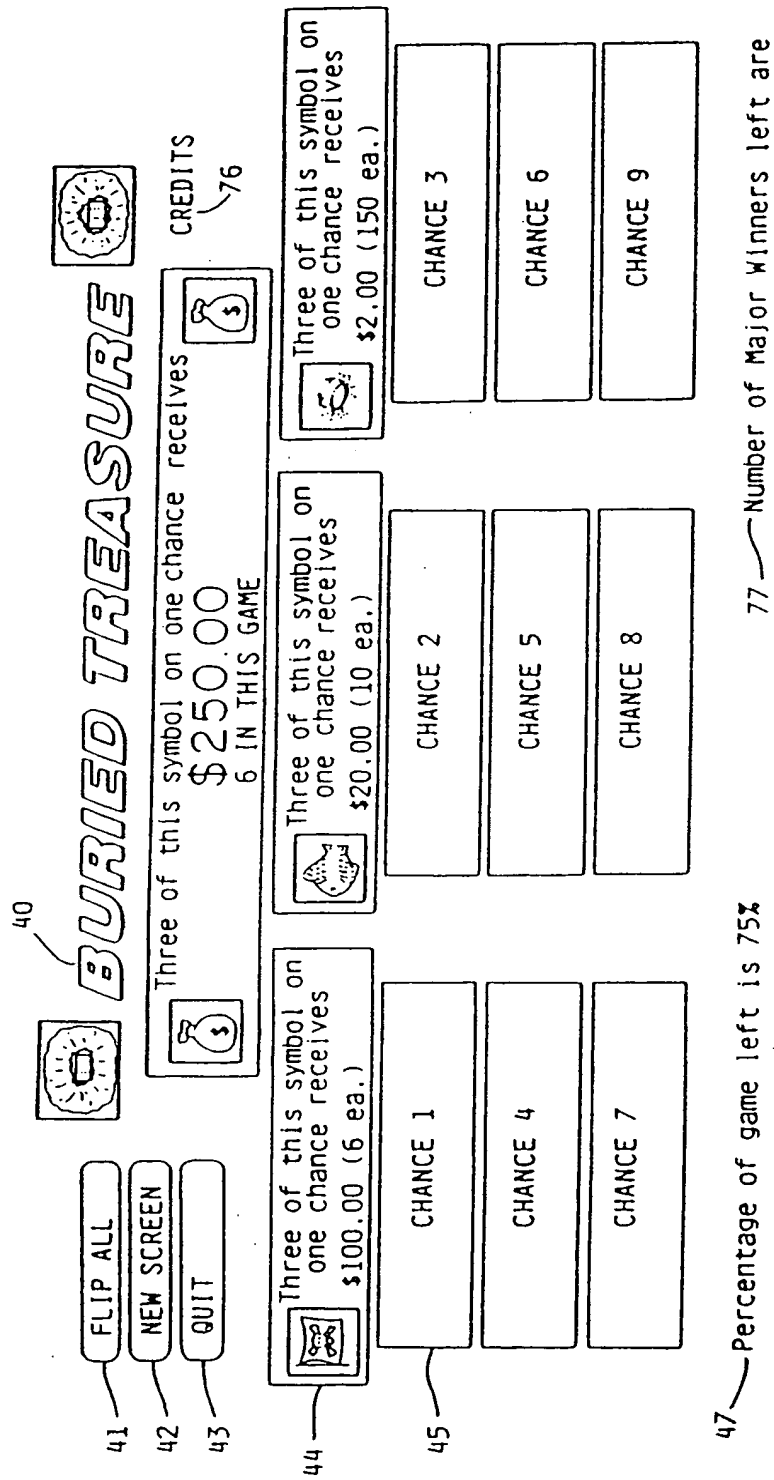 40
BURIED TREASURE
41
FLIP ALL
42
NEW SCREEN
43
QUIT
CREDITS
76
Three of this symbol on one chance receives
$250.00
6 IN THIS GAME
44
Three of this symbol on
one chance receives
$100.00 (6 ea.)
Three of this symbol on
one chance receives
$20.00 (10 ea.)
Three of this symbol on
one chance receives
$2.00 (150 ea.)
45
CHANCE 1
CHANCE 2
CHANCE 3
CHANCE 4
CHANCE 5
CHANCE 6
CHANCE 7
CHANCE 8
CHANCE 9
47 Percentage of game left is 75%
77 Number of Major Winners left are